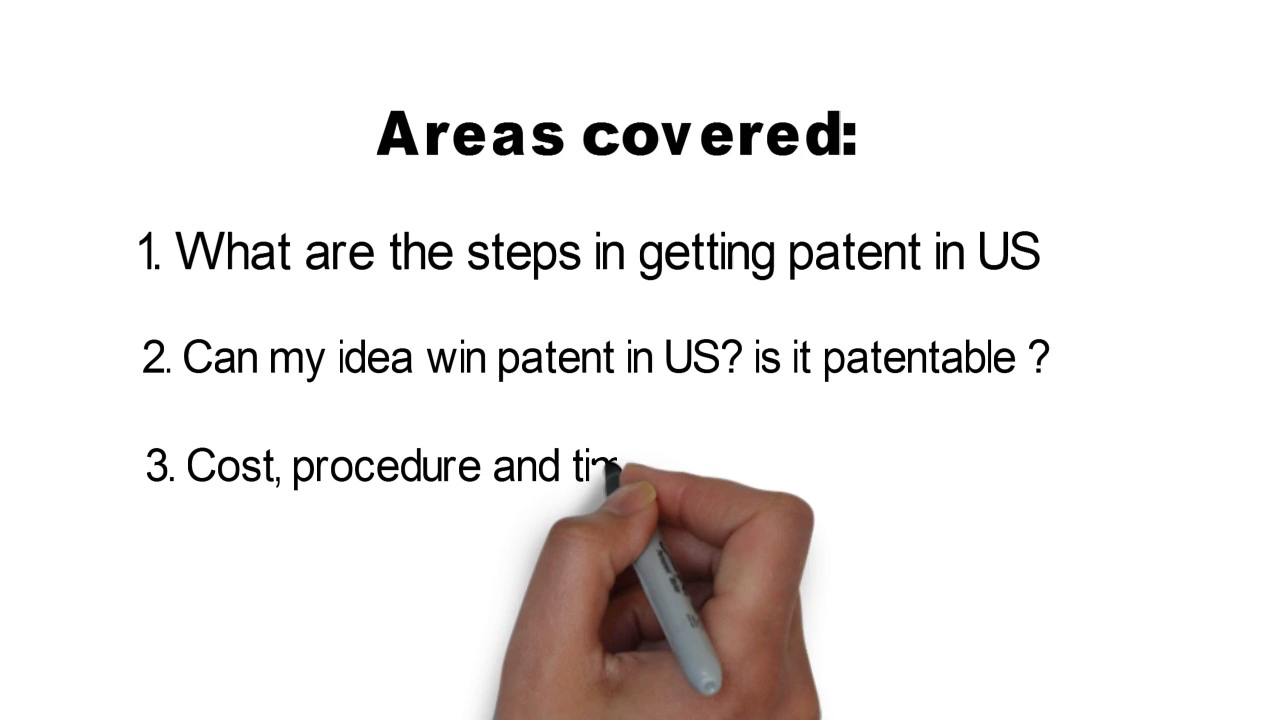 Areas covered:
1. What are the steps in getting patent in US
2. Can my idea win patent in US? is it patentable ?
3. Cost, procedure and